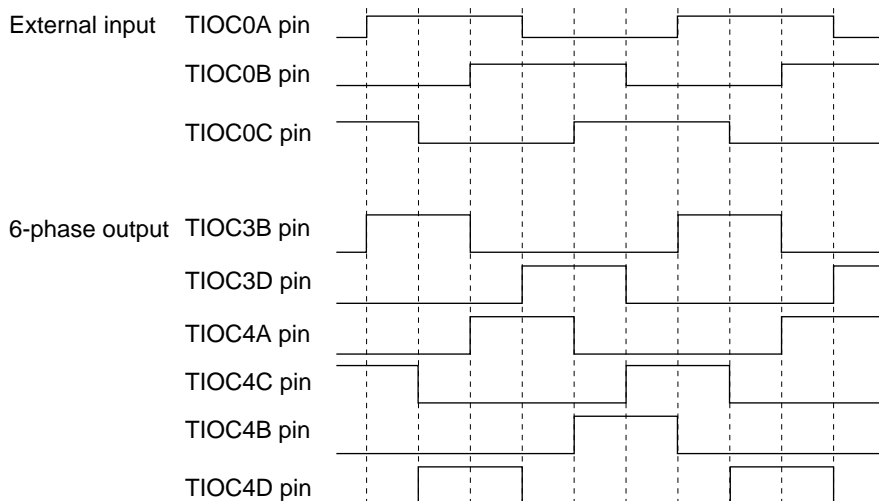 External input TIOC0A pin
TIOC0B pin
TIOC0C pin
6-phase output TIOC3B pin
TIOC3D pin
TIOC4A pin
TIOC4C pin
TIOC4B pin
TIOC4D pin